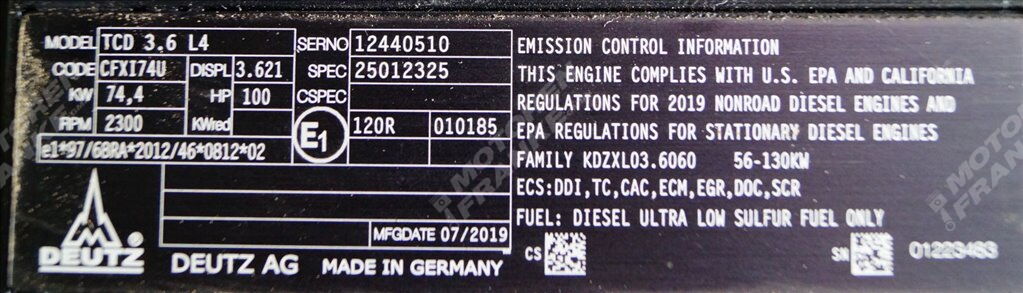 MODEL TCD 3.6 L4 SERNO 12440510
CODE CFXI74U DISPL 3.621 SPEC 25012325
KW 74,4 HP 100 CSPEC
RPM 2300 KWred E1 120R 010185
e1*97/68RA*2012/46*0812*02
DEUTZ
MFGDATE 07/2019
DEUTZ AG MADE IN GERMANY
EMISSION CONTROL INFORMATION
THIS ENGINE COMPLIES WITH U.S. EPA AND CALIFORNIA
REGULATIONS FOR 2019 NONROAD DIESEL ENGINES AND
EPA REGULATIONS FOR STATIONARY DIESEL ENGINES
FAMILY KDZXL03.6060 56-130KW
ECS:DDI,TC,CAC,ECM,EGR,DOC,SCR
FUEL: DIESEL ULTRA LOW SULFUR FUEL ONLY
CS SN 01223463